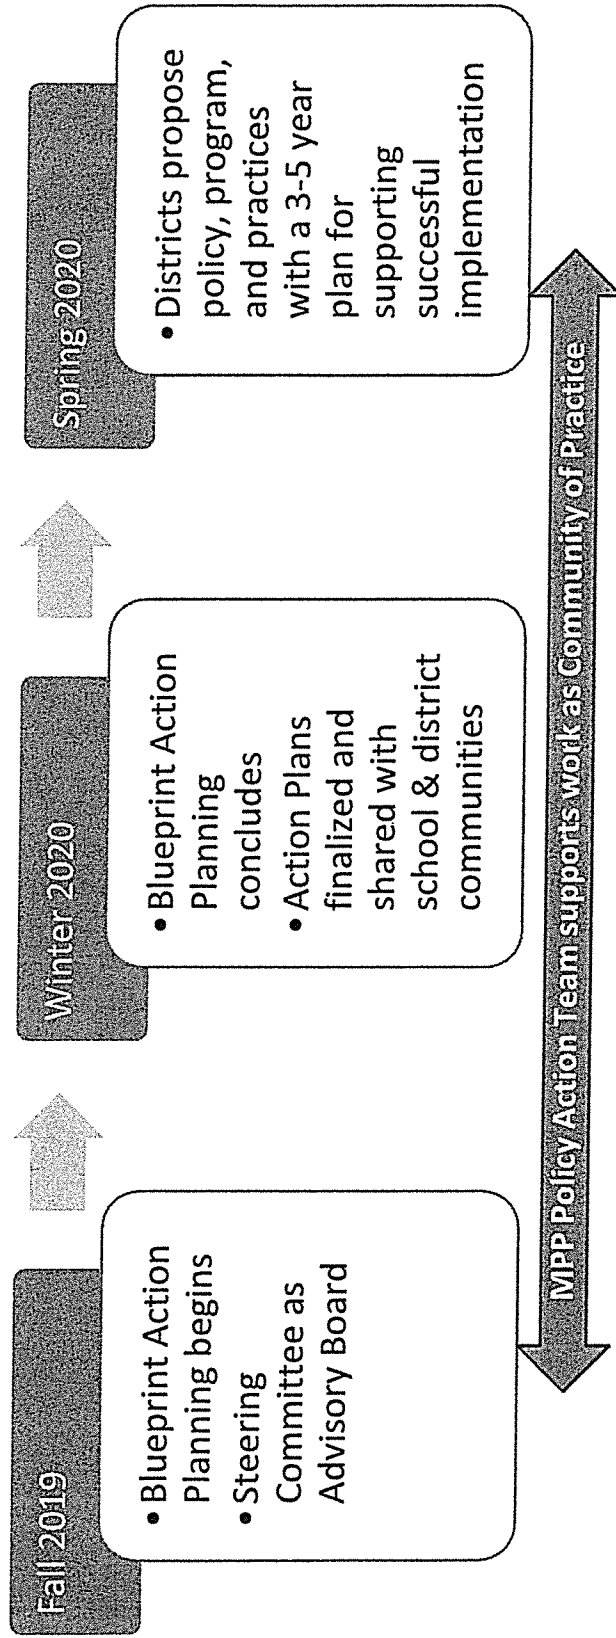 Fall 2019
• Blueprint Action
Planning begins
• Steering
Committee as
Advisory Board
Winter 2020
• Blueprint Action
Planning
concludes
• Action Plans
finalized and
shared with
school & district
communities
Spring 2020
• Districts propose
policy, program,
and practices
with a 3-5 year
plan for
supporting
successful
implementation
MPP Policy Action Team supports work as Community of Practice